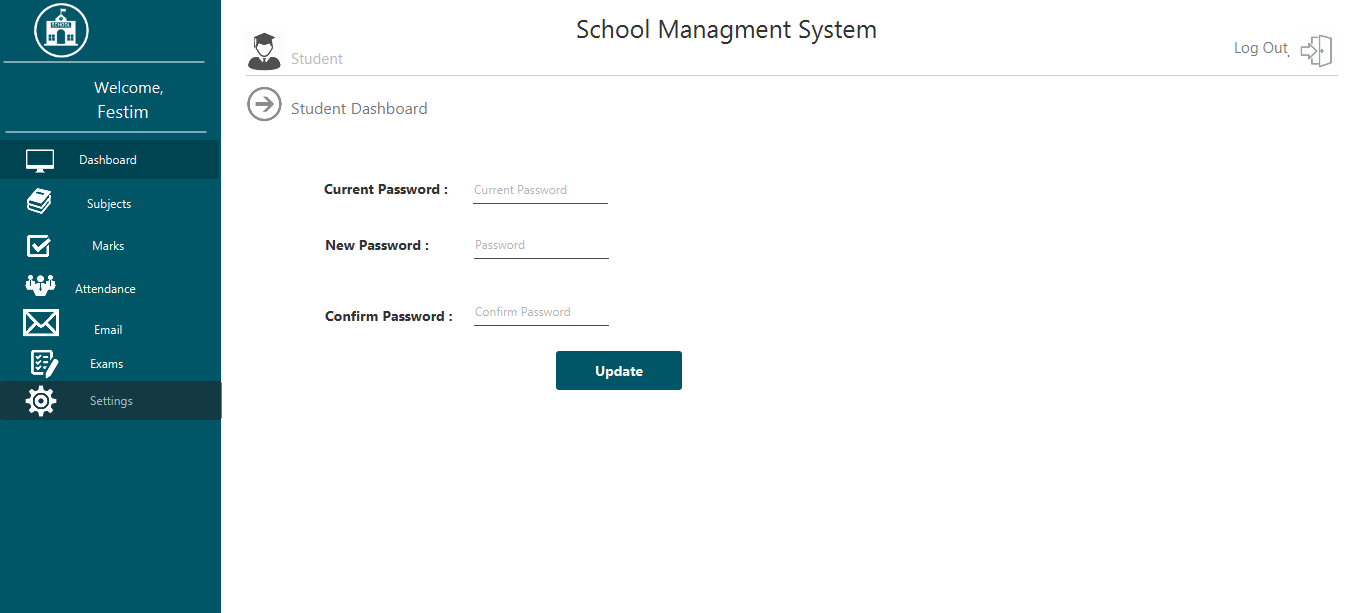 SCHOOL
School Managment System
Student
Log Out
Welcome,
Festim
Student Dashboard
Dashboard
Subjects
Marks
Attendance
Email
Exams
Settings
Current Password : Current Password
New Password : Password
Confirm Password : Confirm Password
Update